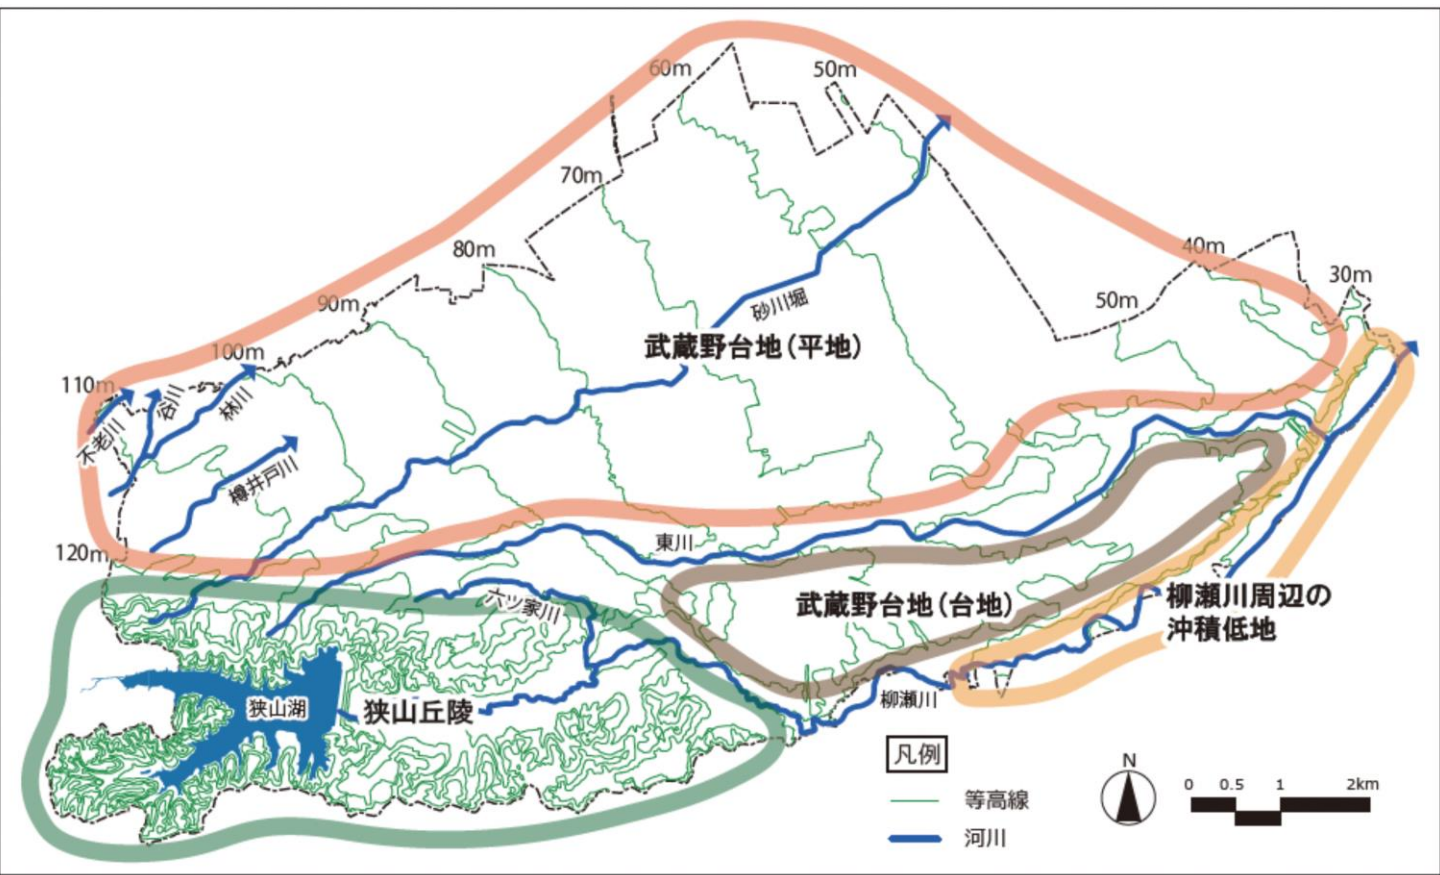 60m
50m
70m
40m
80m
30m
90m
50m
砂川堀
武蔵野台地（平地）
100m
110m
谷川
林川
不老川
樽井戸川
東川
120m
六ツ家川
武蔵野台地（台地）
柳瀬川周辺の
沖積低地
狭山湖
狭山丘陵
柳瀬川
凡例
等高線
河川
N
0 0.5 1 2km